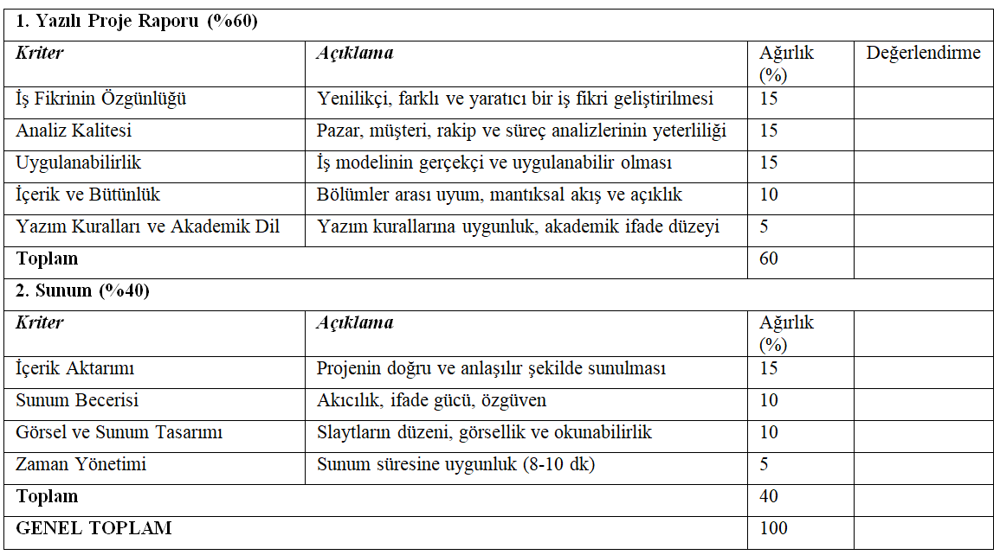 1. Yazılı Proje Raporu (%60)
Kriter Açıklama Ağırlık (%) Değerlendirme
İş Fikrinin Özgünlüğü Yenilikçi, farklı ve yaratıcı bir iş fikri geliştirilmesi 15
Analiz Kalitesi Pazar, müşteri, rakip ve süreç analizlerinin yeterliliği 15
Uygulanabilirlik İş modelinin gerçekçi ve uygulanabilir olması 15
İçerik ve Bütünlük Bölümler arası uyum, mantıksal akış ve açıklık 10
Yazım Kuralları ve Akademik Dil Yazım kurallarına uygunluk, akademik ifade düzeyi 5
Toplam 60
2. Sunum (%40)
Kriter Açıklama Ağırlık (%)
İçerik Aktarımı Projenin doğru ve anlaşılır şekilde sunulması 15
Sunum Becerisi Akıcılık, ifade gücü, özgüven 10
Görsel ve Sunum Tasarımı Slaytların düzeni, görsellik ve okunabilirlik 10
Zaman Yönetimi Sunum süresine uygunluk (8-10 dk) 5
Toplam 40
GENEL TOPLAM 100